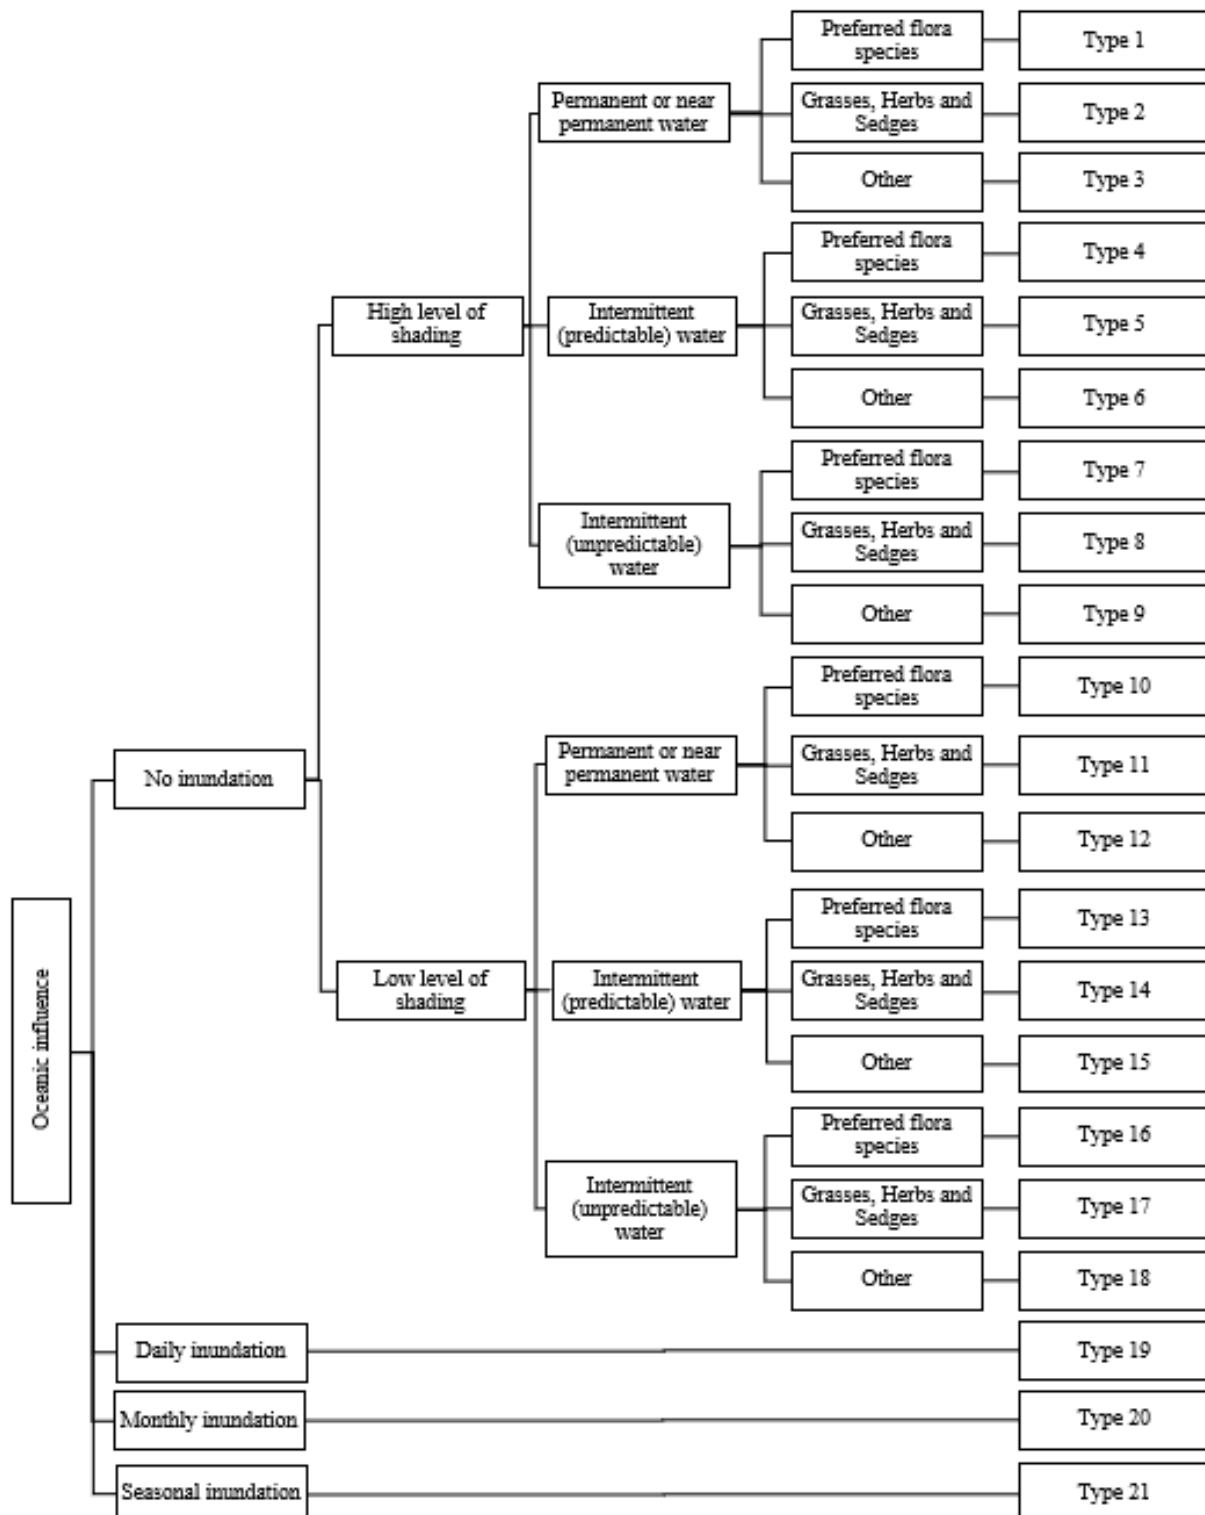 Preferred flora
species
Type 1
Permanent or near
permanent water
Grasses, Herbs and
Sedges
Type 2
Other
Type 3
Preferred flora
species
Type 4
High level of
shading
Intermittent
(predictable) water
Grasses, Herbs and
Sedges
Type 5
Other
Type 6
Preferred flora
species
Type 7
Intermittent
(unpredictable)
water
Grasses, Herbs and
Sedges
Type 8
Other
Type 9
Preferred flora
species
Type 10
No inundation
Permanent or near
permanent water
Grasses, Herbs and
Sedges
Type 11
Other
Type 12
Preferred flora
species
Type 13
Oceanic influence
Low level of
shading
Intermittent
(predictable) water
Grasses, Herbs and
Sedges
Type 14
Other
Type 15
Preferred flora
species
Type 16
Intermittent
(unpredictable)
water
Grasses, Herbs and
Sedges
Type 17
Other
Type 18
Daily inundation
Type 19
Monthly inundation
Type 20
Seasonal inundation
Type 21